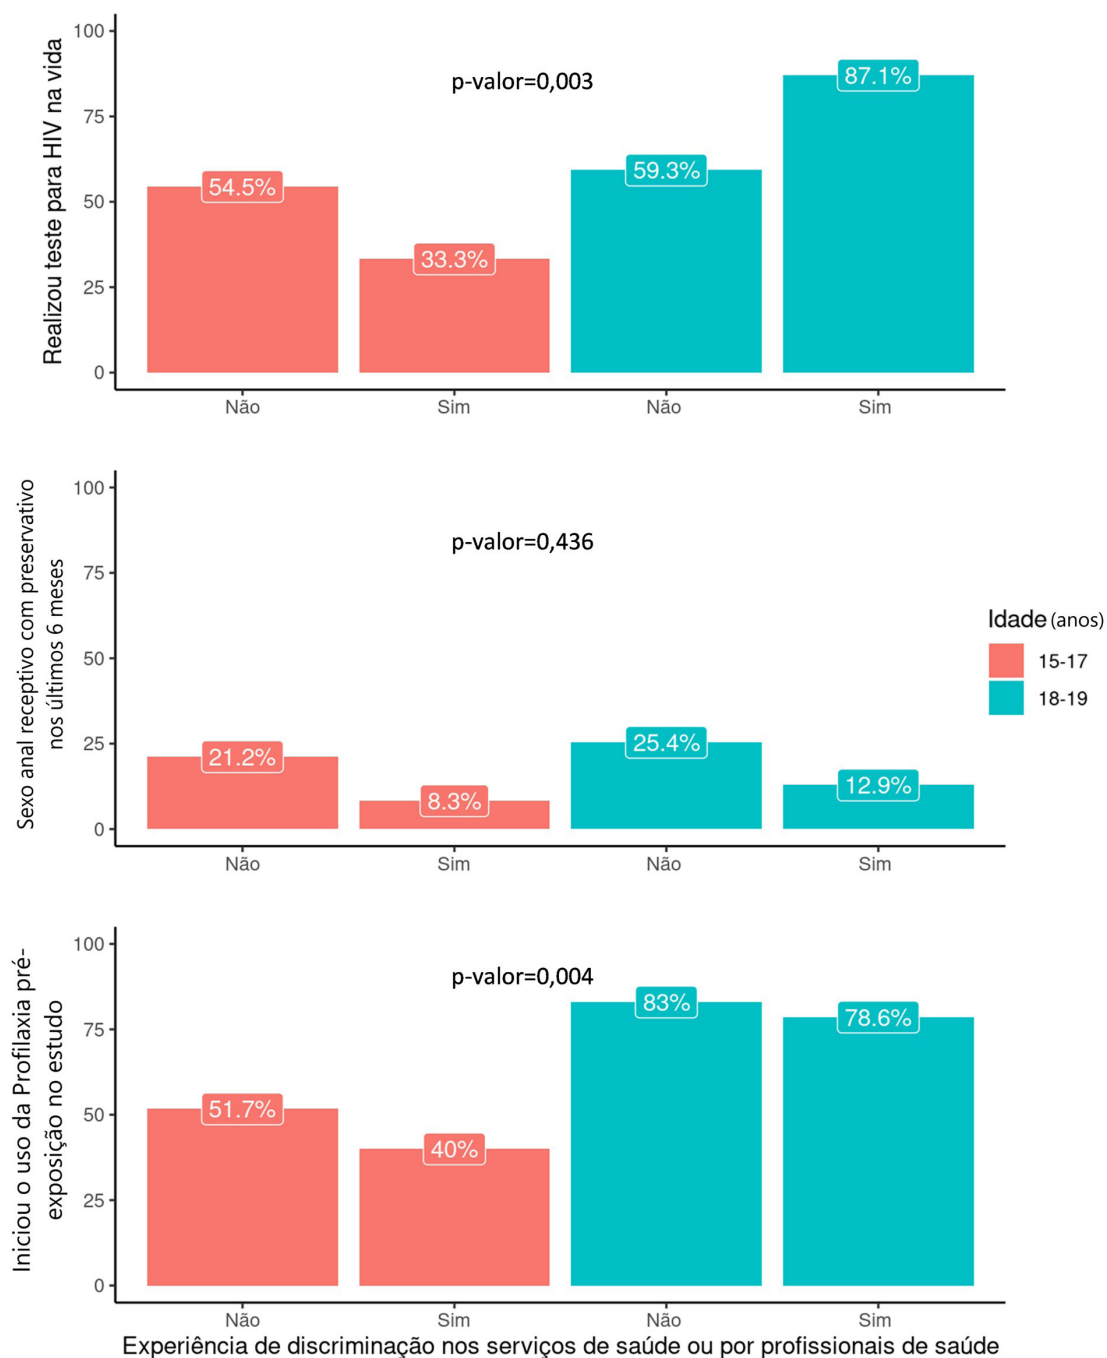 Realizou teste para HIV na vida
100
75
50
25
0
p-valor=0,003
54.5%
33.3%
59.3%
87.1%
Não
Sim
Não
Sim
Sexo anal receptivo com preservativo
nos últimos 6 meses
100
75
50
25
0
p-valor=0,436
21.2%
8.3%
25.4%
12.9%
Não
Sim
Não
Sim
Idade (anos)
15-17
18-19
Iniciou o uso da Profilaxia pré-
exposição no estudo
100
75
50
25
0
p-valor=0,004
51.7%
40%
83%
78.6%
Não
Sim
Não
Sim
Experiência de discriminação nos serviços de saúde ou por profissionais de saúde